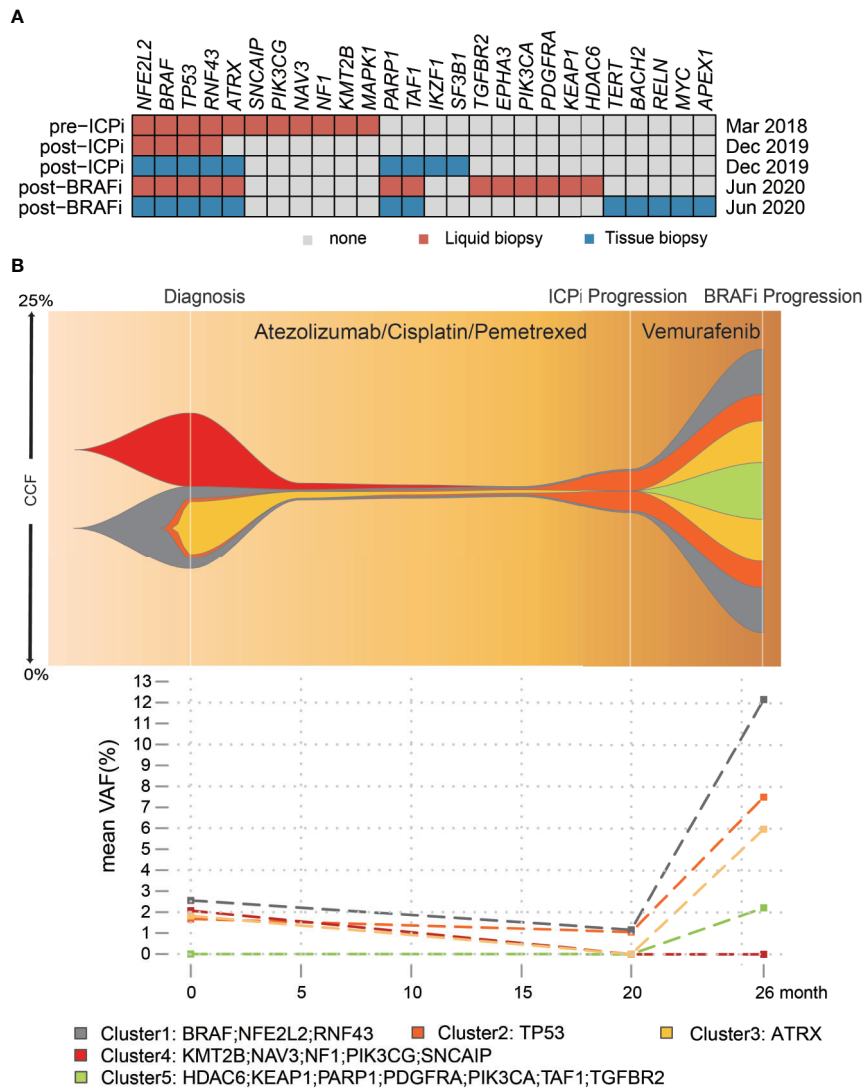 A
NFE2L2 BRAF TP53 RNF43 ATRX SNCAIP PIK3CG NAV3 NF1 KMT2B MAPK1 PARP1 TAF1 IKZF1 SF3B1 TGFBR2 EPHA3 PIK3CA PDGFRA KEAP1 HDAC6 TERT BACH2 RELN MYC APEX1
pre−ICPi Mar 2018
post−ICPi Dec 2019
post−ICPi Dec 2019
post−BRAFi Jun 2020
post−BRAFi Jun 2020
none Liquid biopsy Tissue biopsy
B
25% Diagnosis ICPi Progression BRAFi Progression
Atezolizumab/Cisplatin/Pemetrexed Vemurafenib
CCF
0%
13
12
11
10
9
8
7
6
5
4
3
2
1
0
mean VAF(%)
0 5 10 15 20 26 month
Cluster1: BRAF;NFE2L2;RNF43 Cluster2: TP53 Cluster3: ATRX
Cluster4: KMT2B;NAV3;NF1;PIK3CG;SNCAIP
Cluster5: HDAC6;KEAP1;PARP1;PDGFRA;PIK3CA;TAF1;TGFBR2